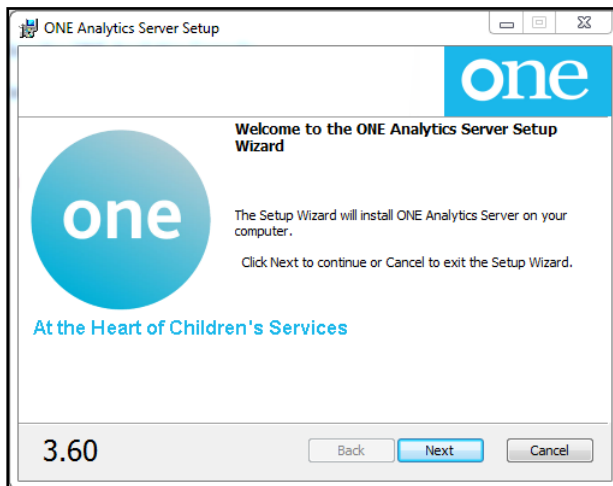 ONE Analytics Server Setup
one
Welcome to the ONE Analytics Server Setup
Wizard
one
The Setup Wizard will install ONE Analytics Server on your
computer.
Click Next to continue or Cancel to exit the Setup Wizard.
At the Heart of Children's Services
3.60
Back
Next
Cancel